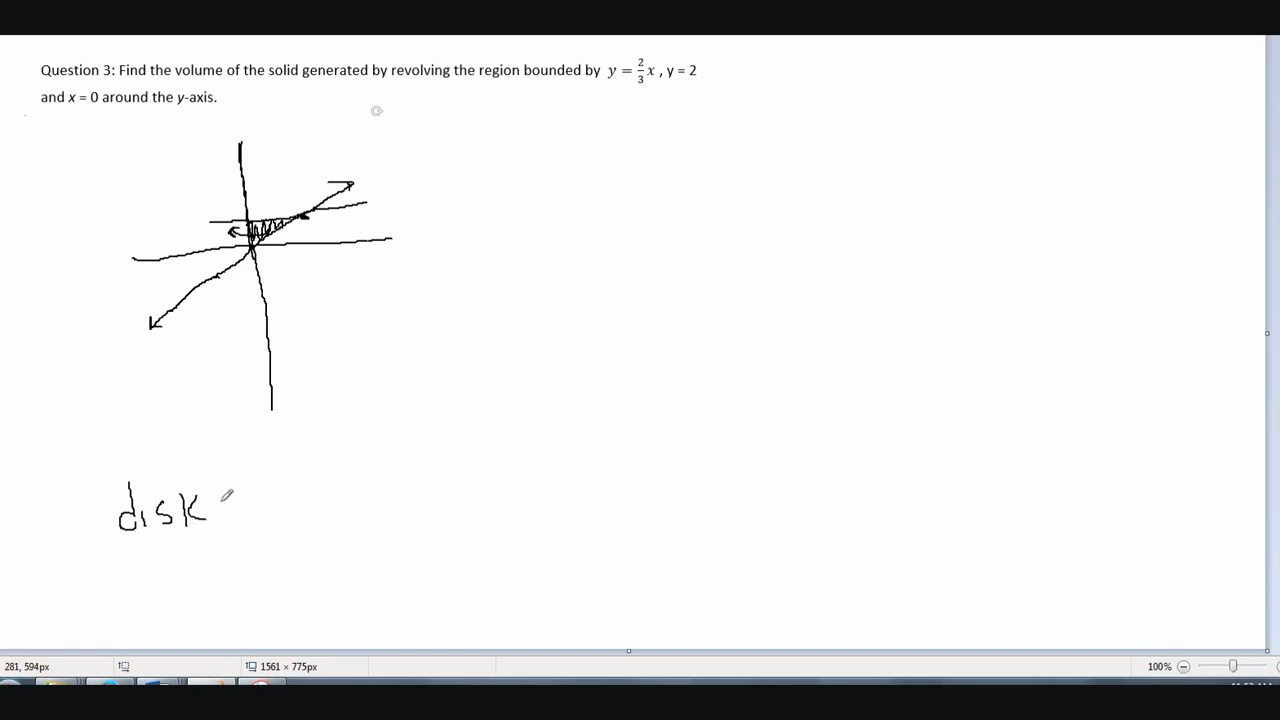 Question 3: Find the volume of the solid generated by revolving the region bounded by y = 2/3 x , y = 2
and x = 0 around the y-axis.
disk
281, 594px
1561 × 775px
100%